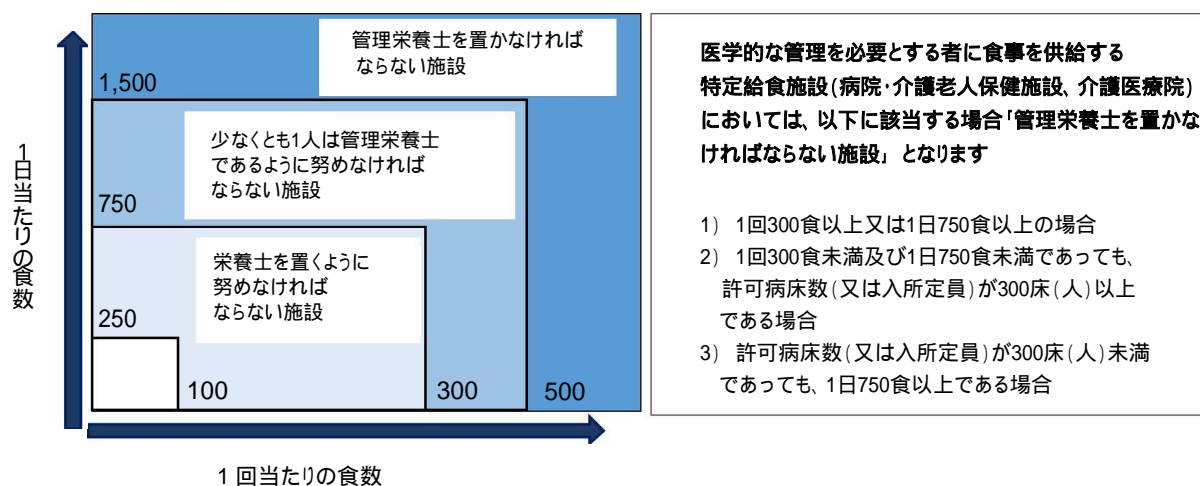 管理栄養士を置かなければ
ならない施設
1,500
少なくとも1人は管理栄養士
であるように努めなければ
ならない施設
750
栄養士を置くように
努めなければ
ならない施設
250
100
300
500
1日当たりの食数
1回当たりの食数
医学的な管理を必要とする者に食事を供給する
特定給食施設(病院・介護老人保健施設、介護医療院)
においては、以下に該当する場合「管理栄養士を置かな
ければならない施設」となります
1) 1回300食以上又は1日750食以上の場合
2) 1回300食未満及び1日750食未満であっても、
許可病床数(又は入所定員)が300床(人)以上
である場合
3) 許可病床数(又は入所定員)が300床(人)未満
であっても、1日750食以上である場合